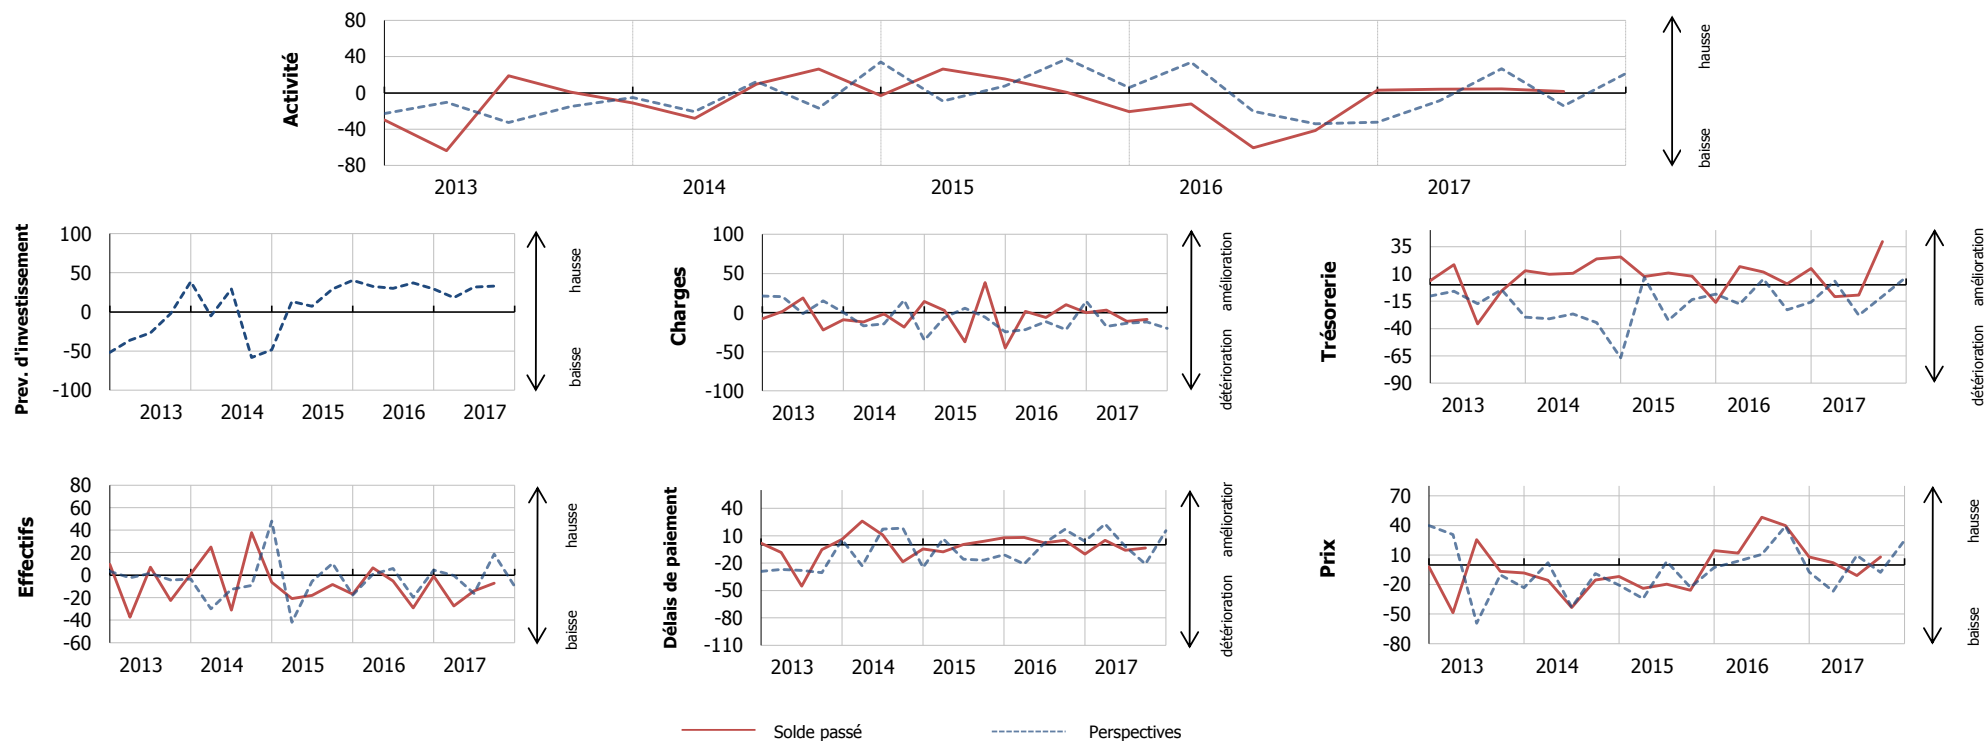 Activité
80
40
0
-40
-80
2013 2014 2015 2016 2017
hausse
baisse
Prev. d'investissement
100
50
0
-50
-100
2013 2014 2015 2016 2017
hausse
baisse
Charges
100
50
0
-50
-100
2013 2014 2015 2016 2017
amélioration
détérioration
Trésorerie
35
10
-15
-40
-65
-90
2013 2014 2015 2016 2017
amélioration
détérioration
Effectifs
80
60
40
20
0
-20
-40
-60
2013 2014 2015 2016 2017
hausse
baisse
Délais de paiement
40
10
-20
-50
-80
-110
2013 2014 2015 2016 2017
amélioratior
détérioration
Prix
70
40
10
-20
-50
-80
2013 2014 2015 2016 2017
hausse
baisse
Solde passé Perspectives